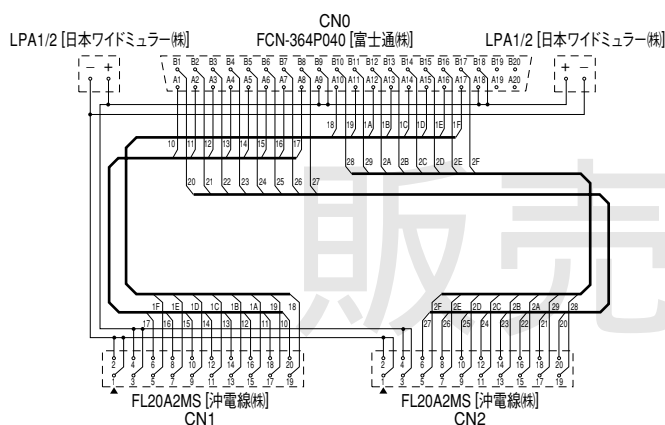 CN0
LPA1/2 [日本ワイドミュラー㈱]
FCN-364P040 [富士通㈱]
LPA1/2 [日本ワイドミュラー㈱]
− +
B1 B2 B3 B4 B5 B6 B7 B8 B9 B10 B11 B12 B13 B14 B15 B16 B17 B18 B19 B20
+ −
A1 A2 A3 A4 A5 A6 A7 A8 A9 A10 A11 A12 A13 A14 A15 A16 A17 A18 A19 A20
18 19 1A 1B 1C 1D 1E 1F
10 11 12 13 14 15 16 17
28 29 2A 2B 2C 2D 2E 2F
20 21 22 23 24 25 26 27
販売
1F 1E 1D 1C 1B 1A 19 18
2F 2E 2D 2C 2B 2A 29 28
17 16 15 14 13 12 11 10
27 26 25 24 23 22 21 20
2 4 6 8 10 12 14 16 18 20
2 4 6 8 10 12 14 16 18 20
1 3 5 7 9 11 13 15 17 19
1 3 5 7 9 11 13 15 17 19
FL20A2MS [沖電線㈱]
CN1
FL20A2MS [沖電線㈱]
CN2